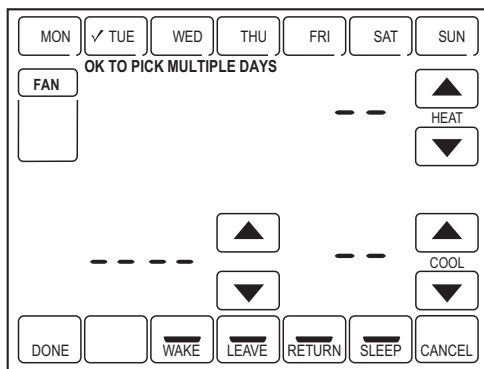 MON ✓ TUE WED THU FRI SAT SUN
OK TO PICK MULTIPLE DAYS
FAN
HEAT
COOL
DONE WAKE LEAVE RETURN SLEEP CANCEL